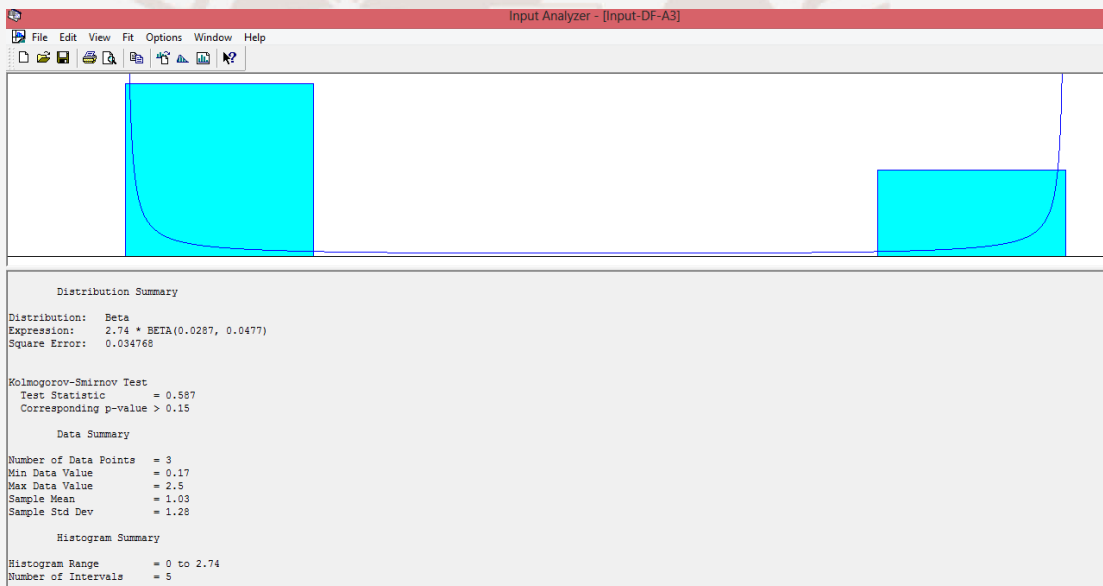 Input Analyzer - [Input-DF-A3]
File Edit View Fit Options Window Help
Distribution Summary
Distribution: Beta
Expression: 2.74 * BETA(0.0287, 0.0477)
Square Error: 0.034768
Kolmogorov-Smirnov Test
Test Statistic = 0.587
Corresponding p-value > 0.15
Data Summary
Number of Data Points = 3
Min Data Value = 0.17
Max Data Value = 2.5
Sample Mean = 1.03
Sample Std Dev = 1.28
Histogram Summary
Histogram Range = 0 to 2.74
Number of Intervals = 5